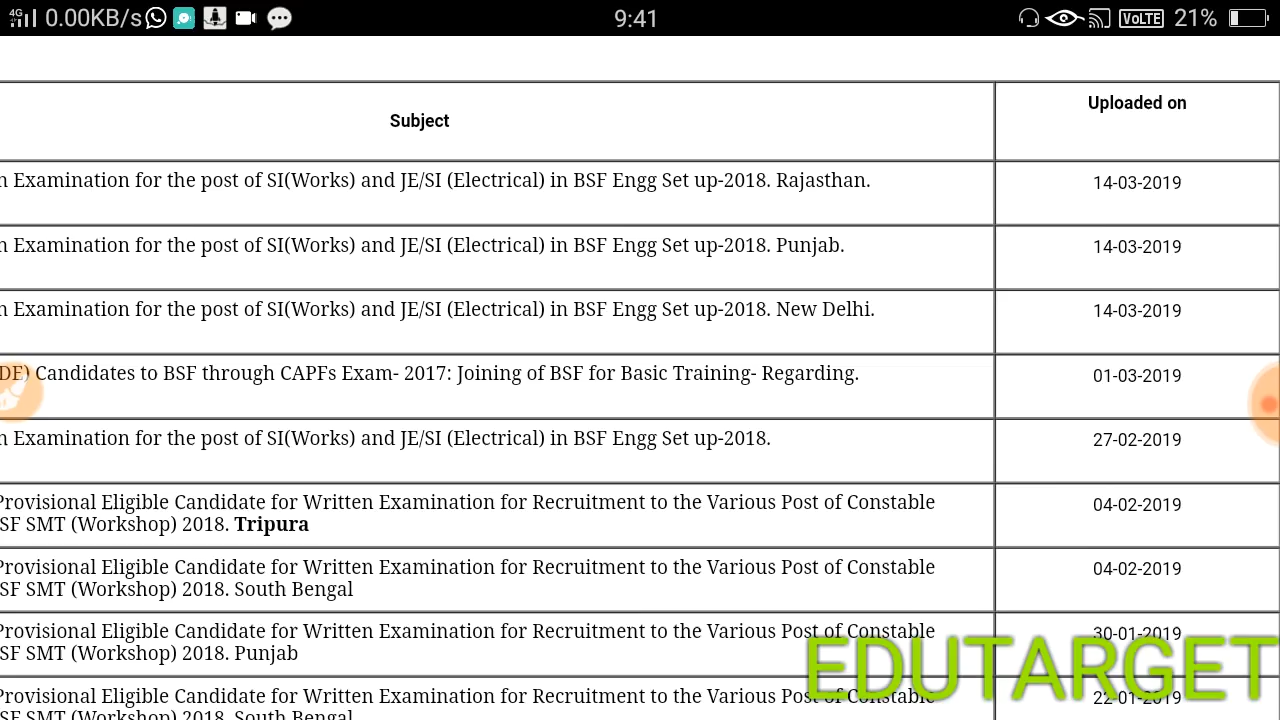 4G 0.00KB/s 9:41 VoLTE 21%
Subject Uploaded on
n Examination for the post of SI(Works) and JE/SI (Electrical) in BSF Engg Set up-2018. Rajasthan. 14-03-2019
n Examination for the post of SI(Works) and JE/SI (Electrical) in BSF Engg Set up-2018. Punjab. 14-03-2019
n Examination for the post of SI(Works) and JE/SI (Electrical) in BSF Engg Set up-2018. New Delhi. 14-03-2019
DE) Candidates to BSF through CAPFs Exam- 2017: Joining of BSF for Basic Training- Regarding. 01-03-2019
n Examination for the post of SI(Works) and JE/SI (Electrical) in BSF Engg Set up-2018. 27-02-2019
Provisional Eligible Candidate for Written Examination for Recruitment to the Various Post of Constable 04-02-2019
SF SMT (Workshop) 2018. Tripura
Provisional Eligible Candidate for Written Examination for Recruitment to the Various Post of Constable 04-02-2019
SF SMT (Workshop) 2018. South Bengal
Provisional Eligible Candidate for Written Examination for Recruitment to the Various Post of Constable 30-01-2019
SF SMT (Workshop) 2018. Punjab
EDUTARGET
Provisional Eligible Candidate for Written Examination for Recruitment to the Various Post of Constable 22-01-2019
SF SMT (Workshop) 2018. South Bengal